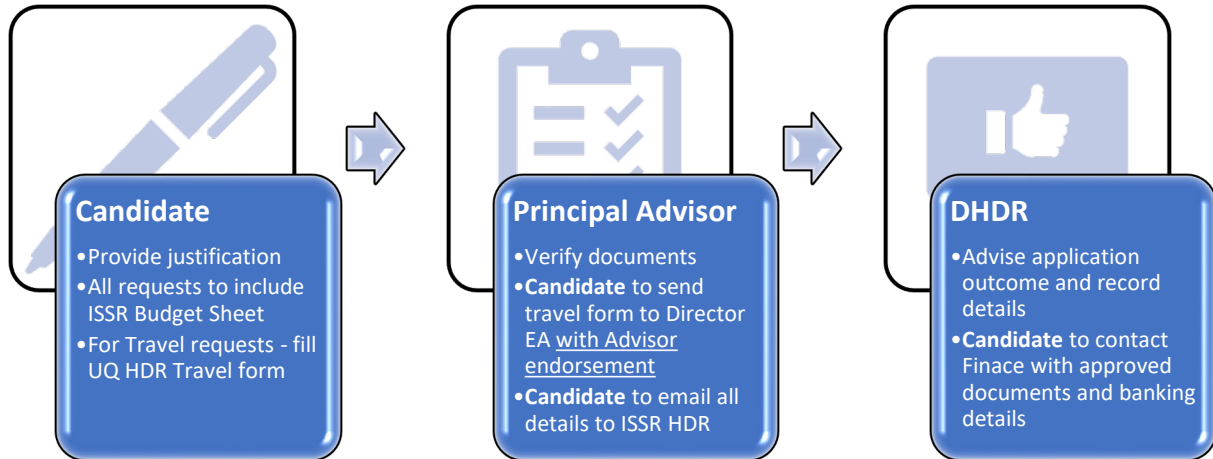 Candidate
•Provide justification
•All requests to include
ISSR Budget Sheet
•For Travel requests - fill
UQ HDR Travel form
Principal Advisor
•Verify documents
•Candidate to send
travel form to Director
EA with Advisor
endorsement
•Candidate to email all
details to ISSR HDR
DHDR
•Advise application
outcome and record
details
•Candidate to contact
Finace with approved
documents and banking
details